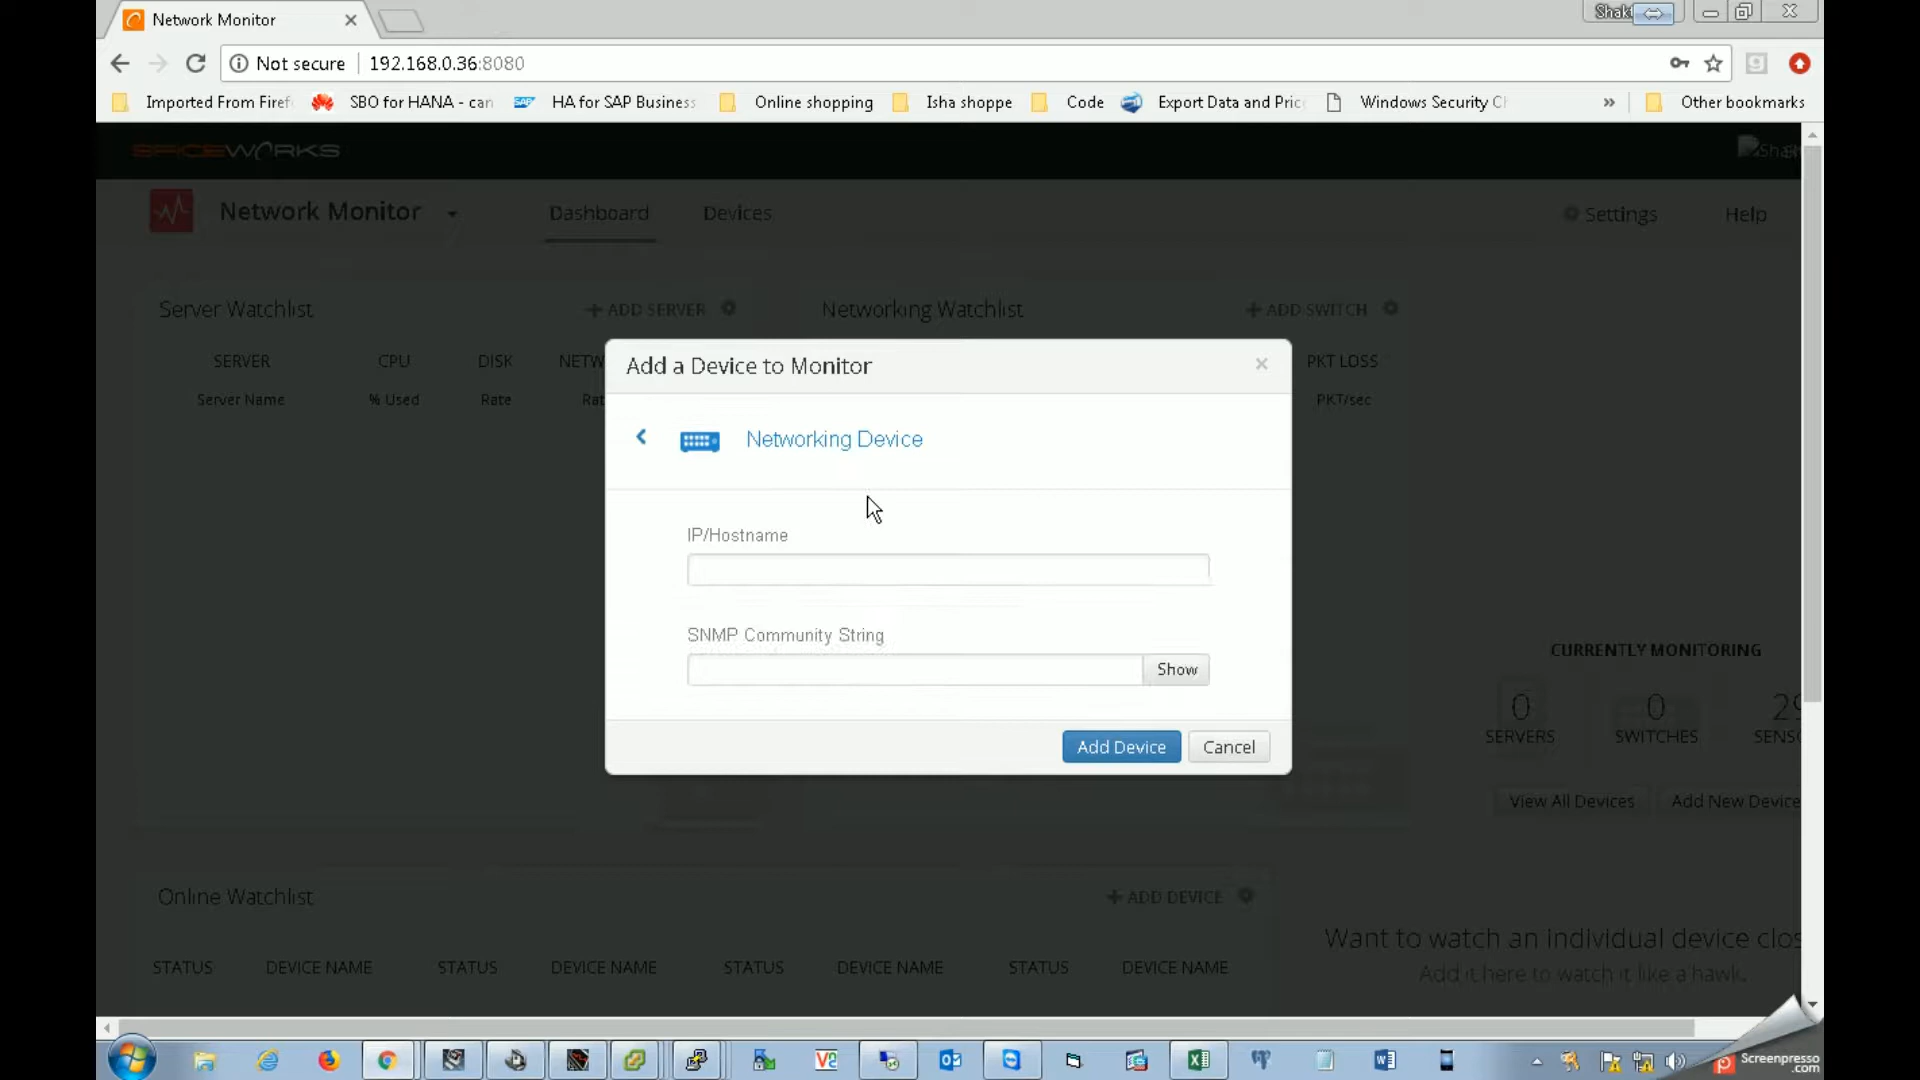 Network Monitor
Shakt
Not secure 192.168.0.36:8080
Imported From Firef
SBO for HANA - can
HA for SAP Business
Online shopping
Isha shoppe
Code
Export Data and Pric
Windows Security Ch
»
Other bookmarks
SPICEWORKS
Network Monitor
Dashboard
Devices
Settings
Help
Server Watchlist
ADD SERVER
Networking Watchlist
ADD SWITCH
SERVER CPU DISK NETW
PKT LOSS
Server Name % Used Rate Rat
PKT/sec
Add a Device to Monitor
Networking Device
IP/Hostname
SNMP Community String
Show
Add Device
Cancel
CURRENTLY MONITORING
0 0 29
SERVERS SWITCHES SENSO
View All Devices
Add New Device
Online Watchlist
ADD DEVICE
STATUS DEVICE NAME STATUS DEVICE NAME STATUS DEVICE NAME STATUS DEVICE NAME
Want to watch an individual device clos
Add it here to watch it like a hawk.
Screenpresso
.com